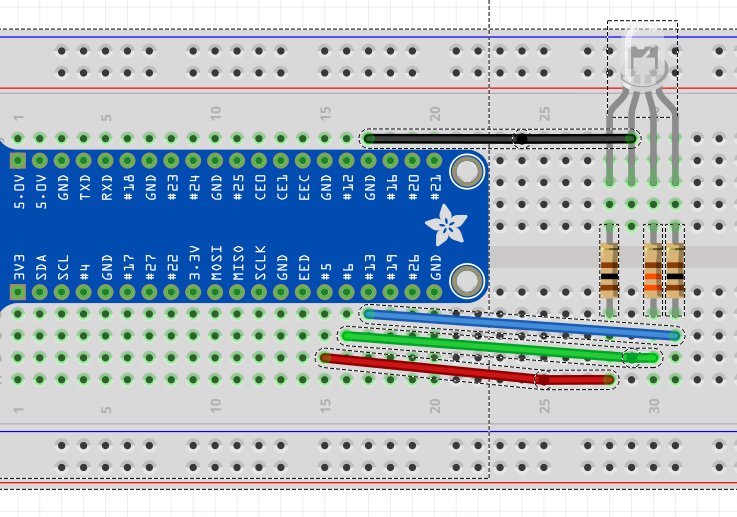 1 5 10 15 20 25
5.0V 5.0V GND TXD RXD #18 GND #23 #24 GND #25 CE0 CE1 EEC GND #12 GND #16 #20 #21
3V3 SDA SCL #4 GND #17 #27 #22 3.3V MOSI MISO SCLK GND EED #5 #6 #13 #19 #26 GND
1 5 10 15 20 25 30